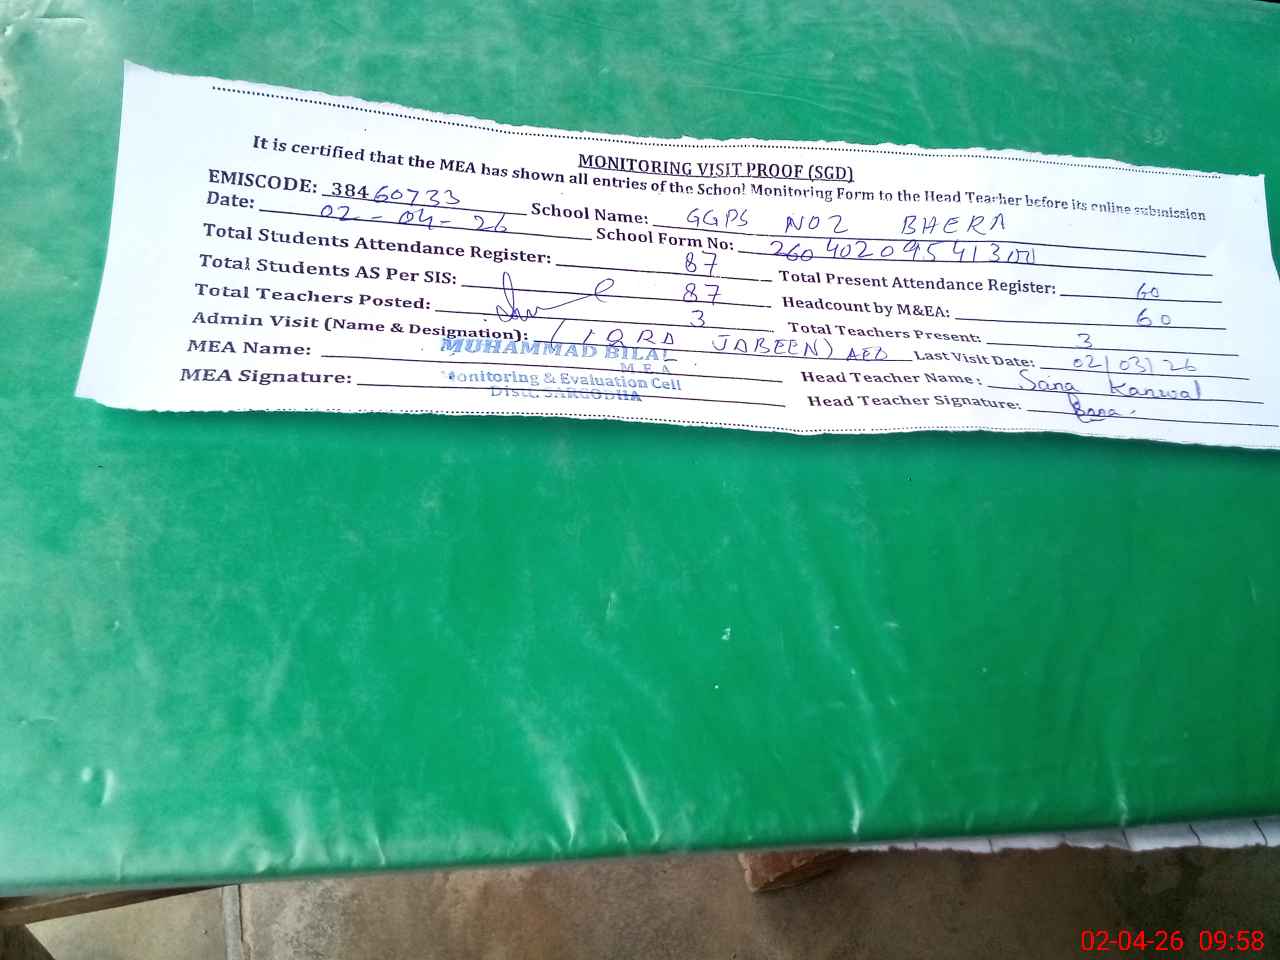 MONITORING VISIT PROOF (SGD)
It is certified that the MEA has shown all entries of the School Monitoring Form to the Head Teacher before its online submission
EMISCODE: 38460733 School Name: GGPS NO2 BHERA
Date: 02-04-26 School Form No: 260402095413
Total Students Attendance Register: 87 Total Present Attendance Register: 60
Total Students AS Per SIS: 87 Headcount by M&EA: 60
Total Teachers Posted: 3 Total Teachers Present: 3
Admin Visit (Name & Designation): (IQRA JABEEN) AEO Last Visit Date: 02/03/26
MEA Name: MUHAMMAD BILAL Head Teacher Name: Sana Kanwal
M.E.A
MEA Signature: Monitoring & Evaluation Cell Head Teacher Signature: Sana.
Distt. SARGODHA
02-04-26 09:58